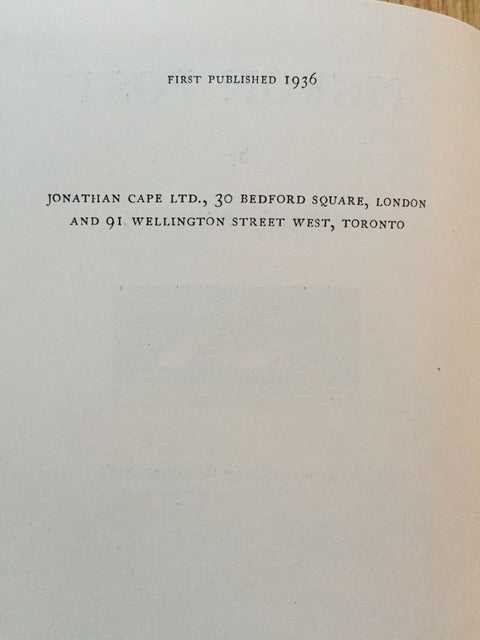 FIRST PUBLISHED 1936
JONATHAN CAPE LTD., 30 BEDFORD SQUARE, LONDON
AND 91 WELLINGTON STREET WEST, TORONTO